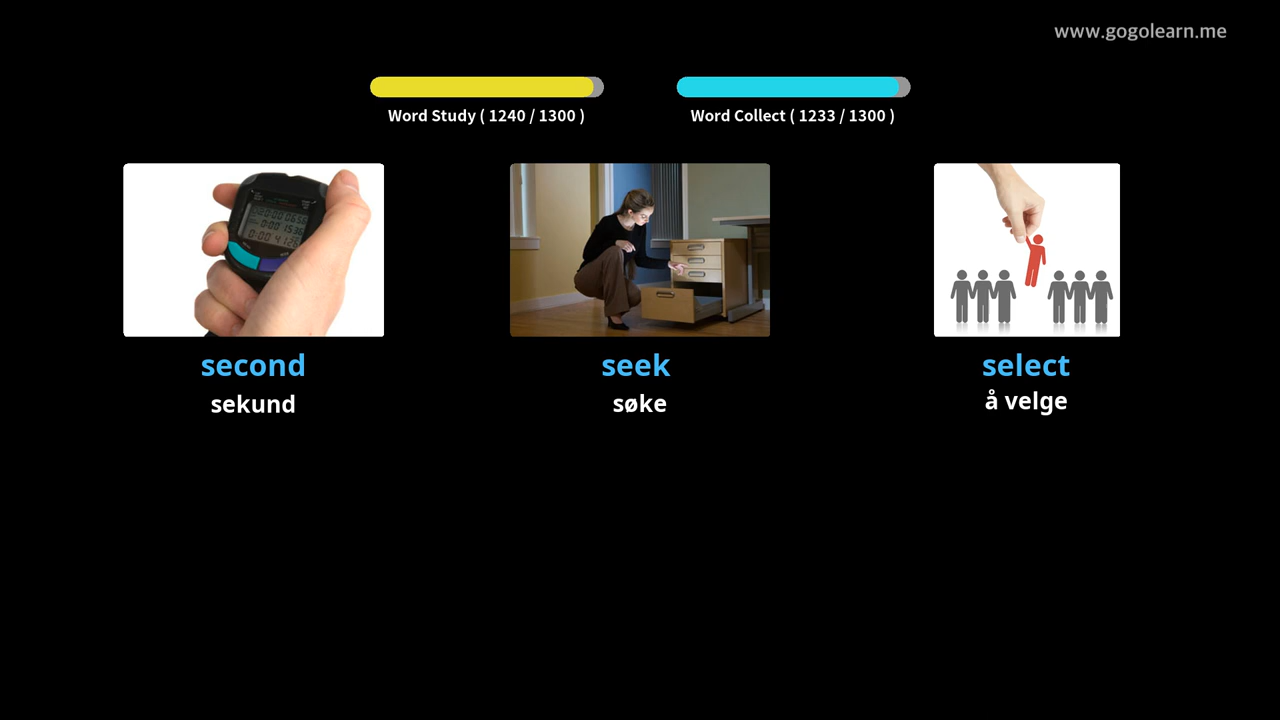 www.gogolearn.me
Word Study ( 1240 / 1300 )
Word Collect ( 1233 / 1300 )
second
seek
select
sekund
søke
å velge